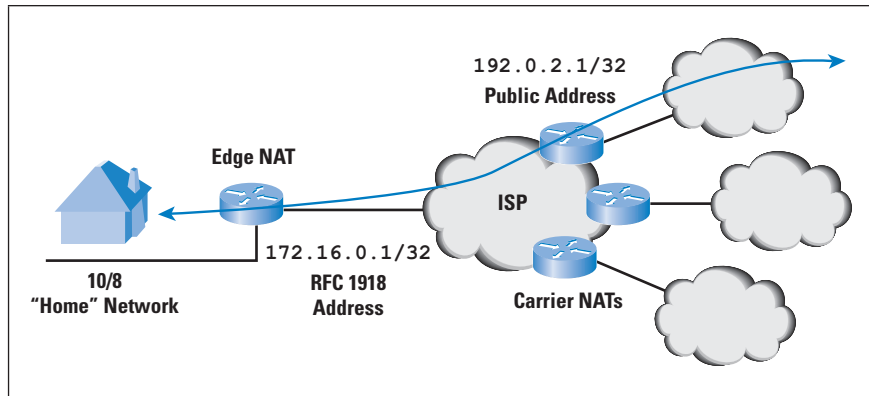 192.0.2.1/32
Public Address
Edge NAT
ISP
172.16.0.1/32
RFC 1918
Address
10/8
“Home” Network
Carrier NATs